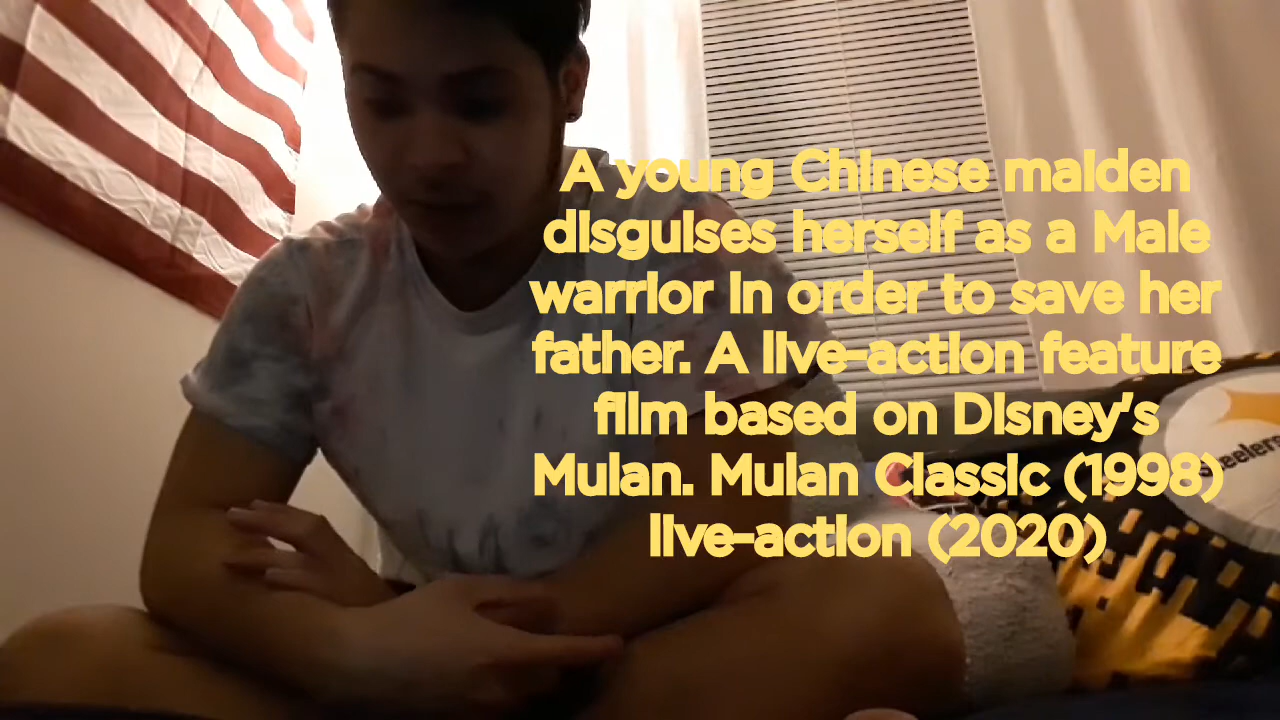 A young Chinese maiden
disguises herself as a Male
warrior in order to save her
father. A live-action feature
film based on Disney's
Mulan. Mulan Classic (1998)
live-action (2020)
Steelers